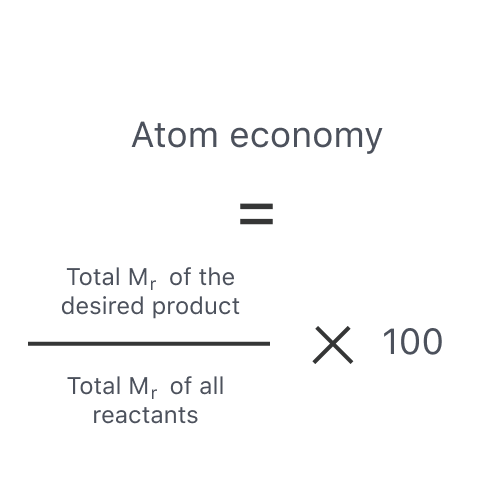 Atom economy
=
Total Mᵣ of the
desired product
× 100
Total Mᵣ of all
reactants